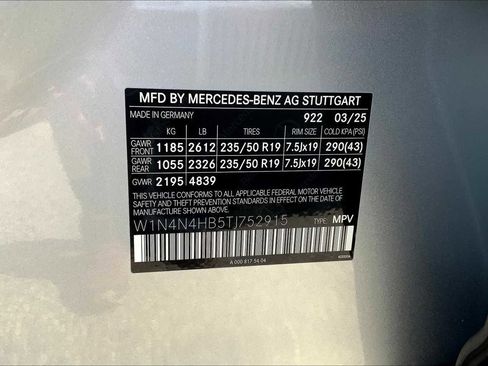 MFD BY MERCEDES-BENZ AG STUTTGART
MADE IN GERMANY 922 03/25
KG LB TIRES RIM SIZE COLD KPA (PSI)
GAWR FRONT 1185 2612 235/50 R19 7.5Jx19 290(43)
GAWR REAR 1055 2326 235/50 R19 7.5Jx19 290(43)
GVWR 2195 4839
THIS VEHICLE CONFORMS TO ALL APPLICABLE FEDERAL MOTOR VEHICLE
SAFETY, BUMPER AND THEFT PREVENTION STANDARDS
IN EFFECT ON THE DATE OF MANUFACTURE SHOWN ABOVE.
W1N4N4HB5TJ752915 TYPE: MPV
A 000 817 54 04